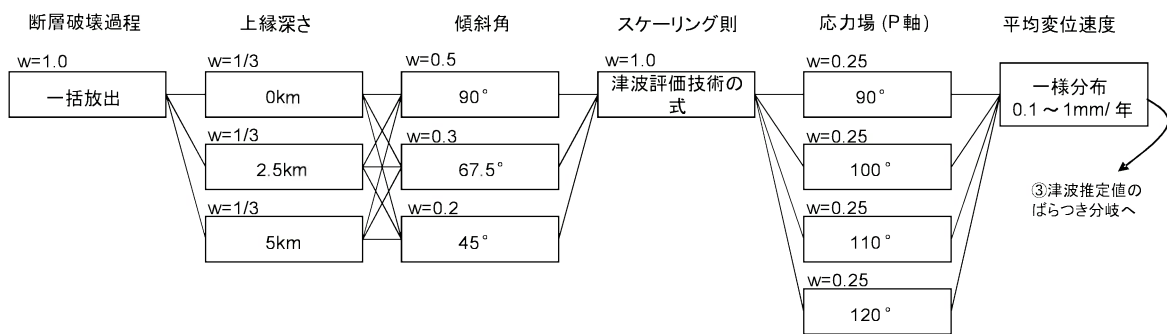 断層破壊過程
w=1.0
一括放出
上縁深さ
w=1/3
0km
w=1/3
2.5km
w=1/3
5km
傾斜角
w=0.5
90°
w=0.3
67.5°
w=0.2
45°
スケーリング則
w=1.0
津波評価技術の
式
応力場(P軸)
w=0.25
90°
w=0.25
100°
w=0.25
110°
w=0.25
120°
平均変位速度
一様分布
0.1～1mm/年
③津波推定値の
ばらつき分岐へ